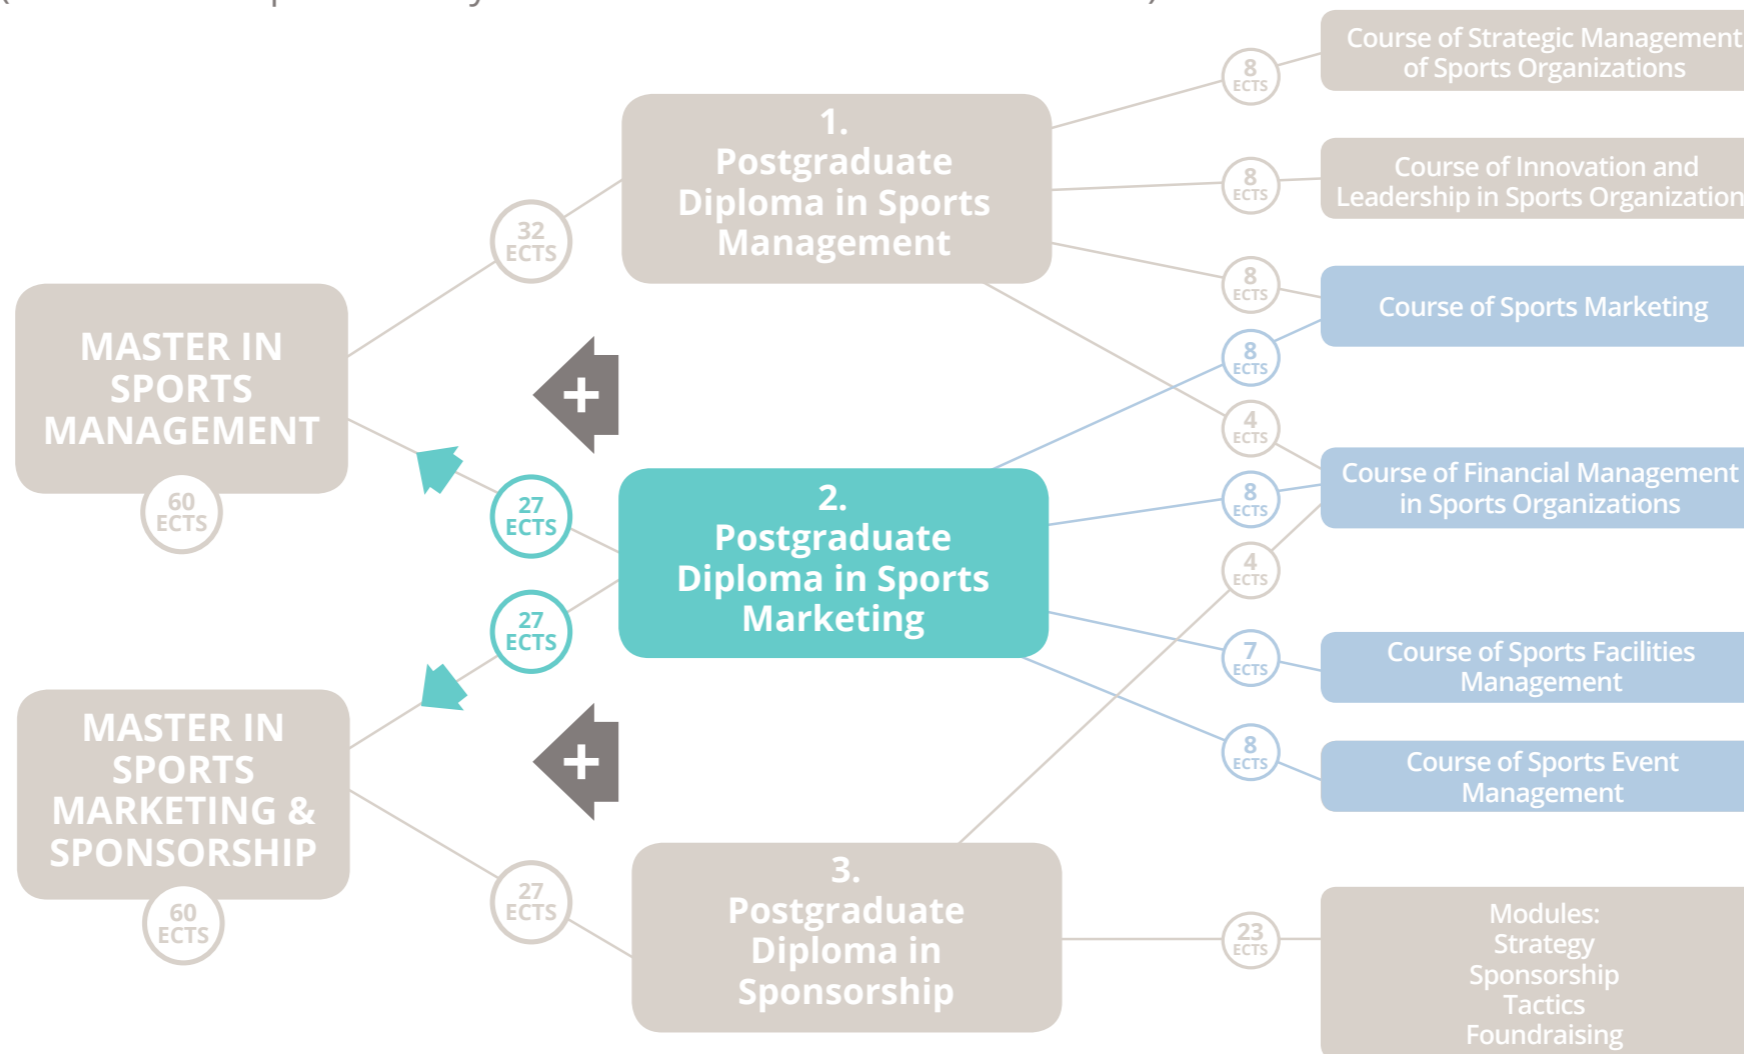 8
ECTS
Course of Strategic Management
of Sports Organizations
1.
Postgraduate
Diploma in Sports
Management
8
ECTS
Course of Innovation and
Leadership in Sports Organization
32
ECTS
8
ECTS
Course of Sports Marketing
MASTER IN
SPORTS
MANAGEMENT
60
ECTS
+
8
ECTS
4
ECTS
Course of Financial Management
in Sports Organizations
27
ECTS
2.
Postgraduate
Diploma in Sports
Marketing
8
ECTS
4
ECTS
27
ECTS
7
ECTS
Course of Sports Facilities
Management
MASTER IN
SPORTS
MARKETING &
SPONSORSHIP
60
ECTS
+
8
ECTS
Course of Sports Event
Management
27
ECTS
3.
Postgraduate
Diploma in
Sponsorship
23
ECTS
Modules:
Strategy
Sponsorship
Tactics
Foundraising